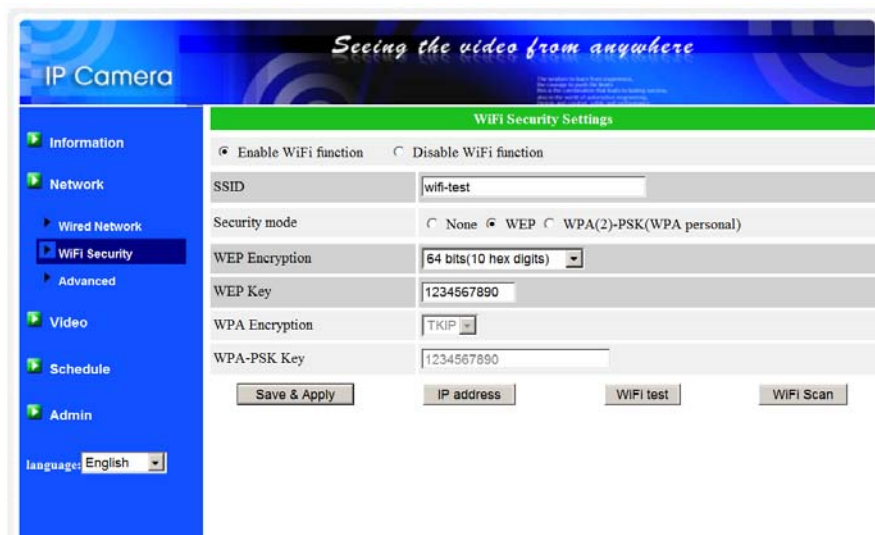 Seeing the video from anywhere
IP Camera
WiFi Security Settings
Information
Network
Wired Network
WiFi Security
Advanced
Video
Schedule
Admin
language: English
Enable WiFi function Disable WiFi function
SSID wifi-test
Security mode None WEP WPA(2)-PSK(WPA personal)
WEP Encryption 64 bits(10 hex digits)
WEP Key 1234567890
WPA Encryption TKIP
WPA-PSK Key 1234567890
Save & Apply IP address WiFi test WiFi Scan